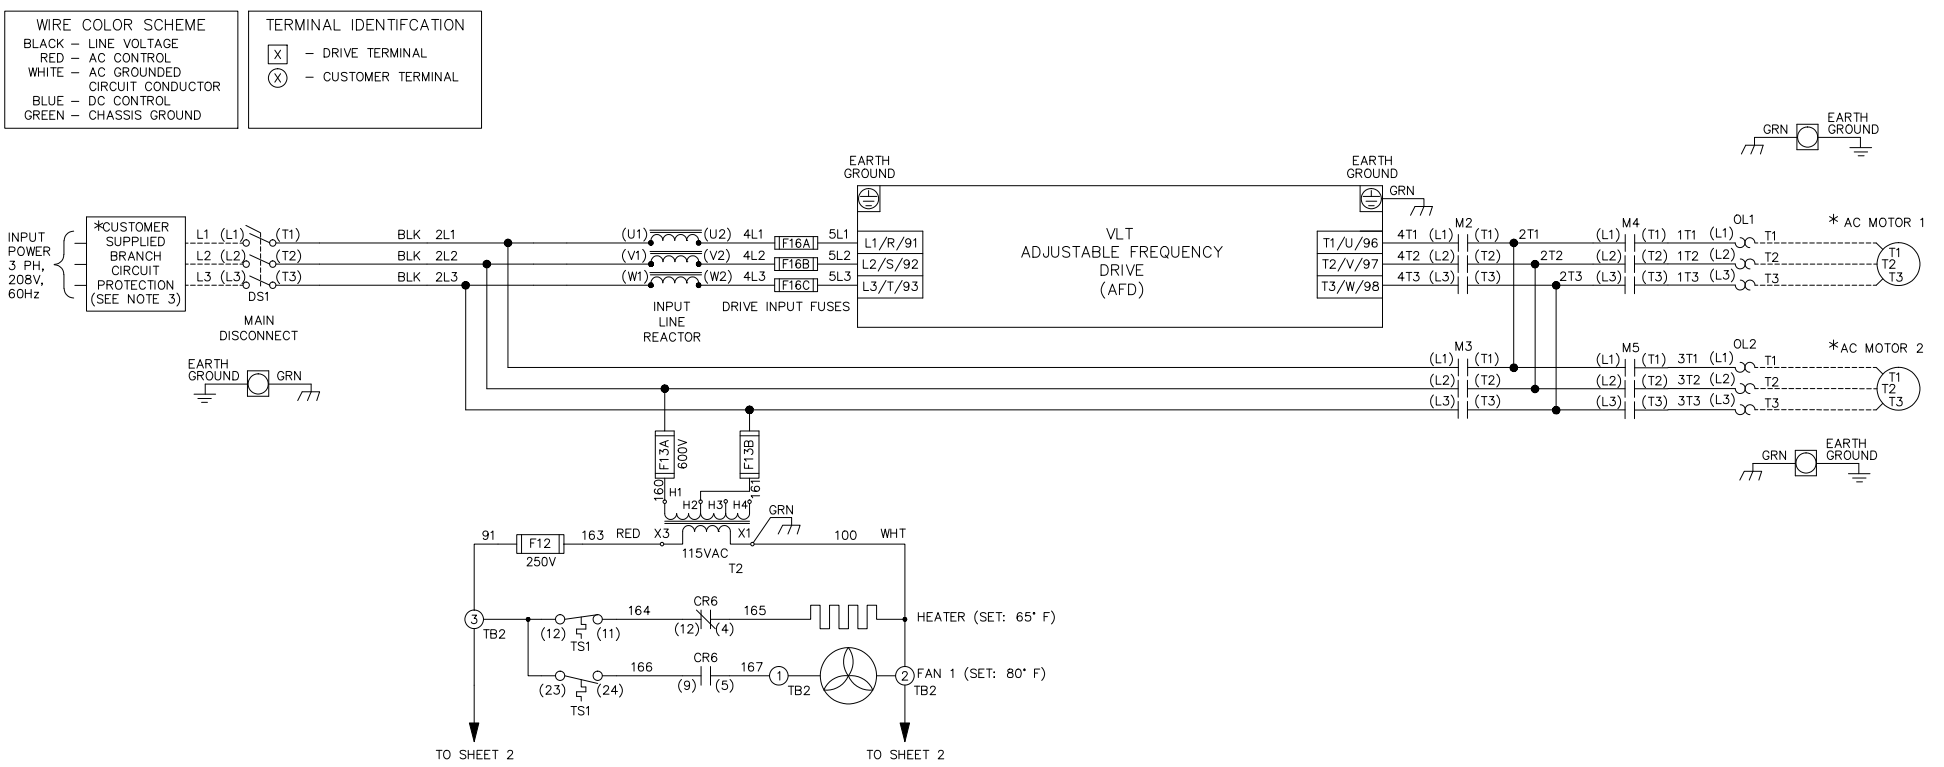 WIRE COLOR SCHEME
BLACK – LINE VOLTAGE
RED – AC CONTROL
WHITE – AC GROUNDED
CIRCUIT CONDUCTOR
BLUE – DC CONTROL
GREEN – CHASSIS GROUND
TERMINAL IDENTIFCATION
X – DRIVE TERMINAL
X – CUSTOMER TERMINAL
GRN
EARTH
GROUND
INPUT
POWER
3 PH,
208V,
60Hz
*CUSTOMER
SUPPLIED
BRANCH
CIRCUIT
PROTECTION
(SEE NOTE 3)
L1 (L1) (T1) BLK 2L1 (U1) (U2) 4L1 F16A 5L1 L1/R/91
L2 (L2) (T2) BLK 2L2 (V1) (V2) 4L2 F16B 5L2 L2/S/92
L3 (L3) (T3) BLK 2L3 (W1) (W2) 4L3 F16C 5L3 L3/T/93
DS1
MAIN
DISCONNECT
INPUT
LINE
REACTOR
DRIVE INPUT FUSES
EARTH
GROUND
VLT
ADJUSTABLE FREQUENCY
DRIVE
(AFD)
EARTH
GROUND
GRN
M2
M4
OL1
* AC MOTOR 1
T1/U/96 4T1 (L1) (T1) 2T1 (L1) (T1) 1T1 (L1) T1
T2/V/97 4T2 (L2) (T2) 2T2 (L2) (T2) 1T2 (L2) T2
T3/W/98 4T3 (L3) (T3) 2T3 (L3) (T3) 1T3 (L3) T3
T1
T2
T3
M3
M5
OL2
*AC MOTOR 2
(L1) (T1) (L1) (T1) 3T1 (L1) T1
(L2) (T2) (L2) (T2) 3T2 (L2) T2
(L3) (T3) (L3) (T3) 3T3 (L3) T3
T1
T2
T3
EARTH
GROUND
GRN
GRN
EARTH
GROUND
F13A
600V
F13B
160
161
H1
H2
H3
H4
GRN
91
F12
250V
163
RED
X3
X1
115VAC
T2
100
WHT
3
TB2
(12)
(11)
TS1
164
CR6
(12)
(4)
165
HEATER (SET: 65° F)
(23)
(24)
TS1
166
CR6
(9)
(5)
167
1
TB2
2
TB2
FAN 1 (SET: 80° F)
TO SHEET 2
TO SHEET 2